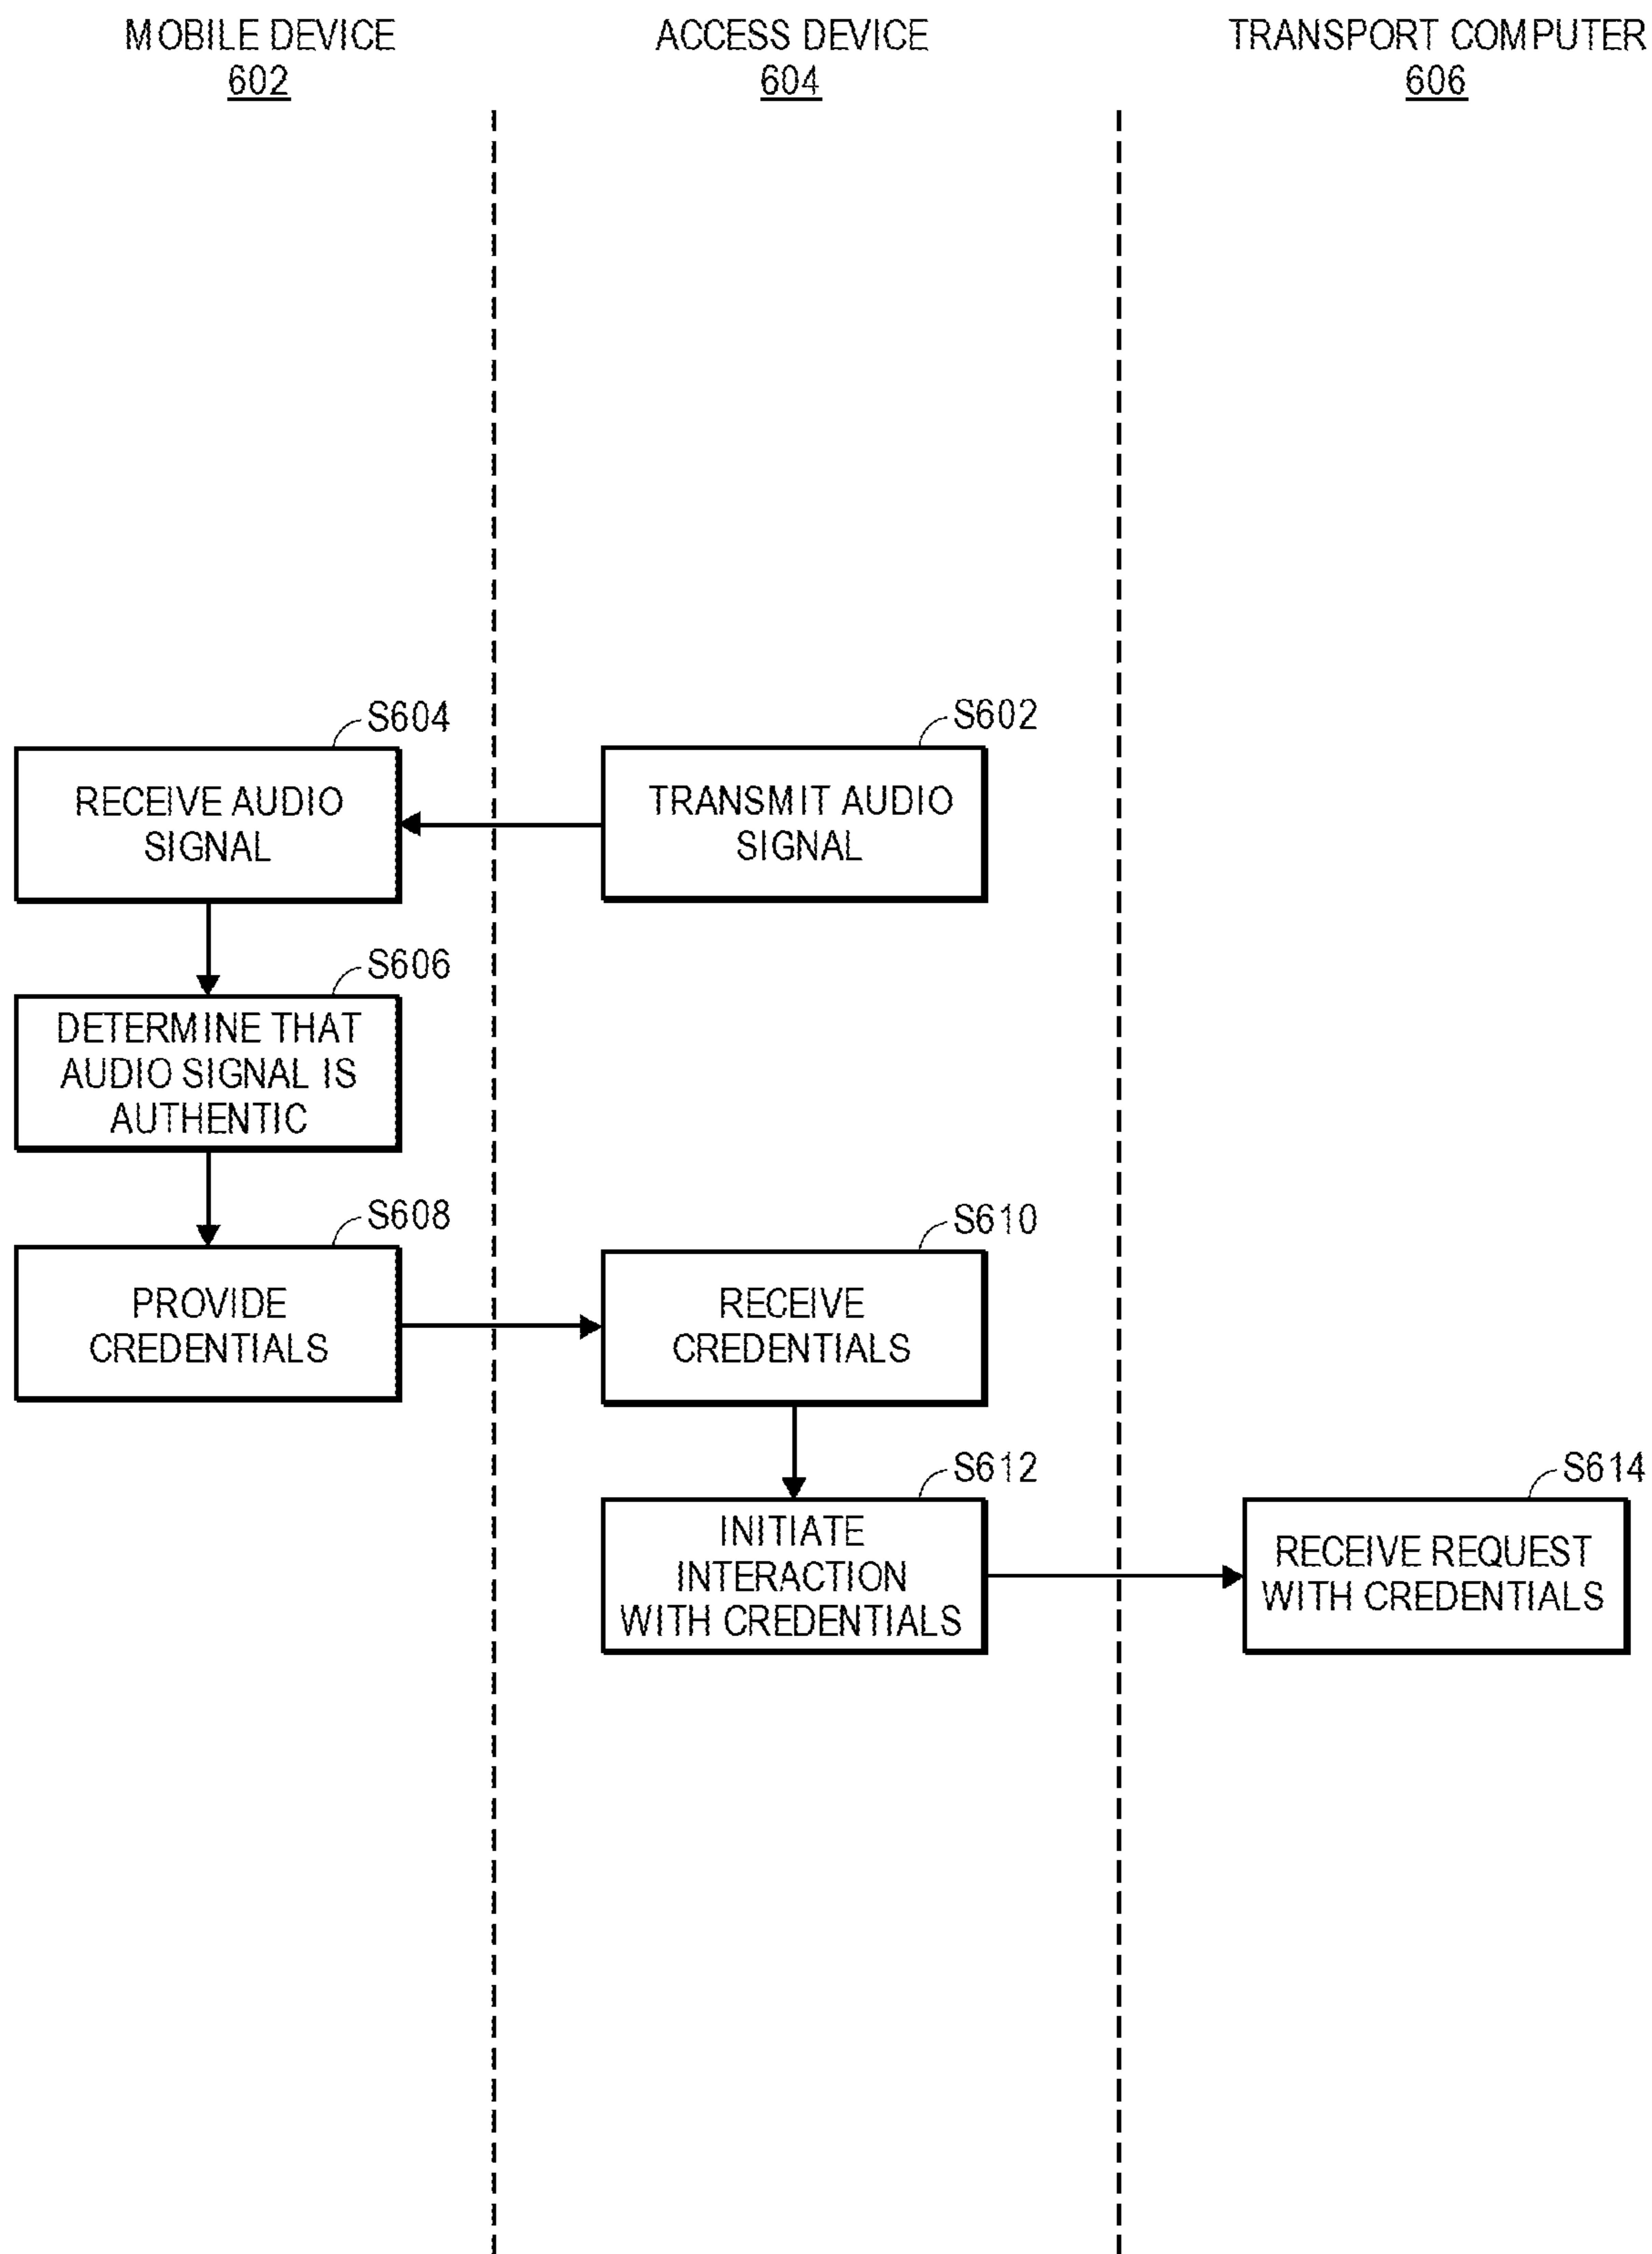 MOBILE DEVICE
602
ACCESS DEVICE
604
TRANSPORT COMPUTER
606
S604
RECEIVE AUDIO
SIGNAL
S602
TRANSMIT AUDIO
SIGNAL
S606
DETERMINE THAT
AUDIO SIGNAL IS
AUTHENTIC
S608
PROVIDE
CREDENTIALS
S610
RECEIVE
CREDENTIALS
S612
INITIATE
INTERACTION
WITH CREDENTIALS
S614
RECEIVE REQUEST
WITH CREDENTIALS